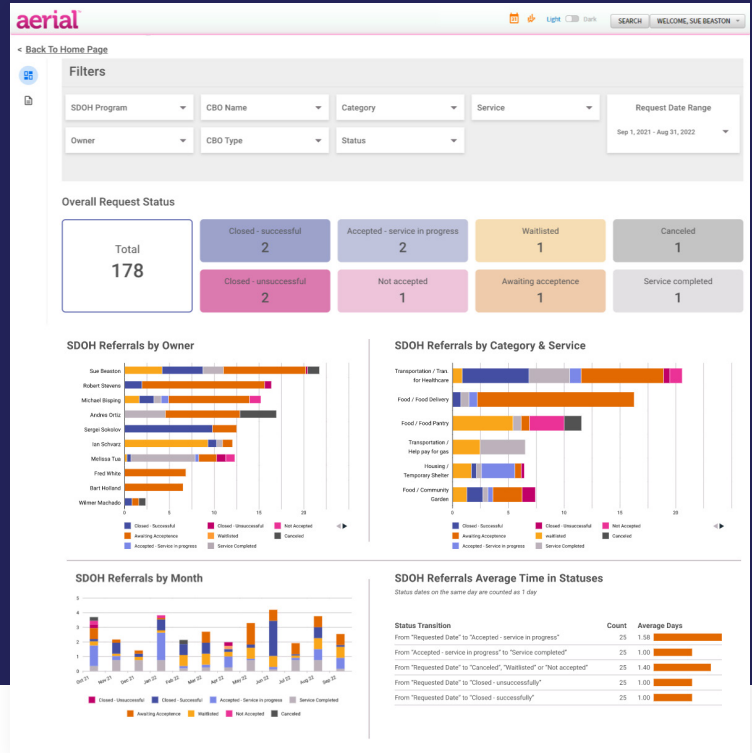 aerial
Light Dark SEARCH WELCOME, SUE BEASTON
< Back To Home Page
Filters
SDOH Program CBO Name Category Service Request Date Range
Sep 1, 2021 - Aug 31, 2022
Owner CBO Type Status
Overall Request Status
Total
178
Closed - successful
2
Accepted - service in progress
2
Waitlisted
1
Canceled
1
Closed - unsuccessful
2
Not accepted
1
Awaiting acceptence
1
Service completed
1
SDOH Referrals by Owner
Sue Beaston
Robert Stevens
Michael Bisping
Andrea Ortiz
Sergei Sokolov
Ion Schvarz
Melissa Tua
Fred White
Bart Holland
Wilmer Machado
0 5 10 15 20
Closed - Successful Closed - Unsuccessful Not Accepted
Awaiting Acceptence Waitlisted Canceled
Accepted - Service in progress Service Completed
SDOH Referrals by Category & Service
Transportation / Tran.
for Healthcare
Food / Food Delivery
Food / Food Pantry
Transportation /
Help pay for gas
Housing /
Temporary Shelter
Food / Community
Garden
0 5 10 15 20
Closed - Successful Closed - Unsuccessful Not Accepted
Awaiting Acceptence waitlisted Canceled
Accepted - Service in progress Service Completed
SDOH Referrals by Month
5
4
3
2
1
0
Oct 21 Nov 21 Dec 21 Jan 22 Feb 22 Mar 22 Apr 22 May 22 Jun 22 Jul 22 Aug 22 Sep 22
Closed - Unsuccessful Closed - Successful Accepted - Service in progress Service Completed
Awaiting Acceptence Waitlisted Not Accepted Canceled
SDOH Referrals Average Time in Statuses
Status dates on the same day are counted as 1 day
Status Transition Count Average Days
From "Requested Date" to "Accepted - service in progress" 25 1.58
From "Accepted - service in progress" to "Service completed" 25 1.00
From "Requested Date" to "Canceled", "Waitlisted" or "Not accepted" 25 1.40
From "Requested Date" to "Closed - unsuccessfully" 25 1.00
From "Requested Date" to "Closed - successfully" 25 1.00